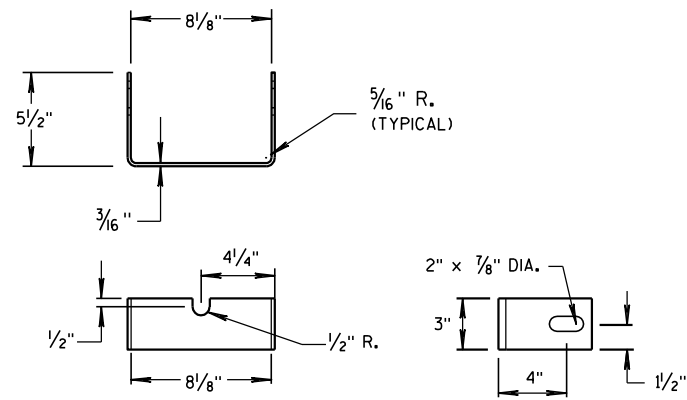 8 1/8"
5 1/2"
5/16" R.
(TYPICAL)
3/16"
4 1/4"
2" x 7/8" DIA.
3"
1/2"
1/2" R.
8 1/8"
4"
1 1/2"